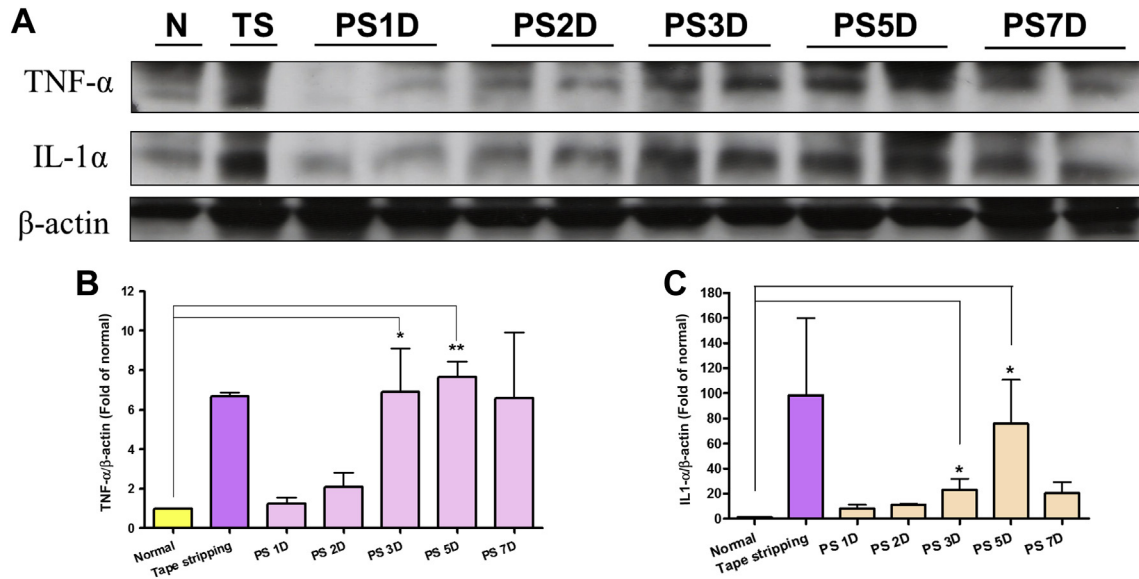 A
N TS PS1D PS2D PS3D PS5D PS7D
TNF-α
IL-1α
β-actin
B
TNF-α/β-actin (Fold of normal)
12
10
8
6
4
2
0
*
**
Normal
Tape stripping
PS 1D
PS 2D
PS 3D
PS 5D
PS 7D
C
IL1-α/β-actin (Fold of normal)
180
160
140
120
100
80
60
40
20
0
*
*
Normal
Tape stripping
PS 1D
PS 2D
PS 3D
PS 5D
PS 7D